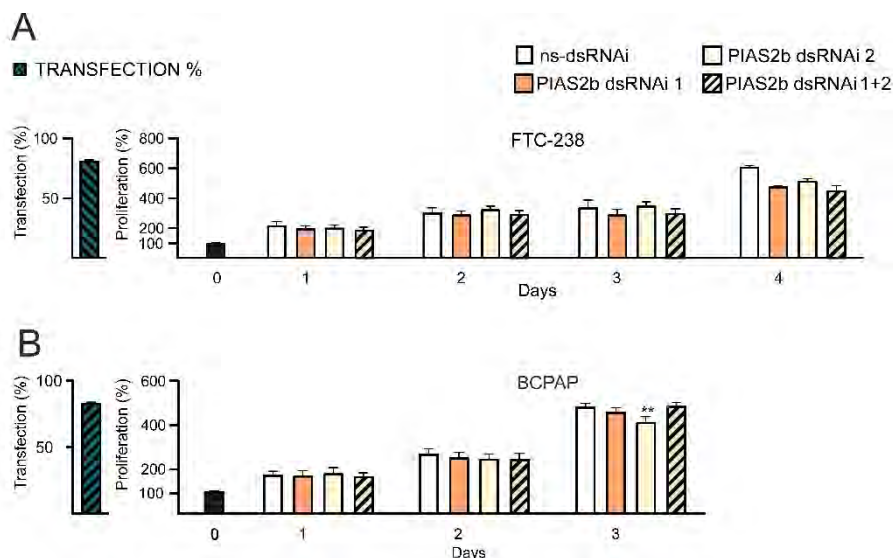 A
TRANSFECTION %
ns-dsRNAi
PIAS2b dsRNAi 2
PIAS2b dsRNAi 1
PIAS2b dsRNAi 1+2
Transfection (%)
100
50
Proliferation (%)
800
600
400
200
100
FTC-238
0 1 2 3 4
Days
B
Transfection (%)
100
50
Proliferation (%)
600
400
200
100
BCPAP
**
0 1 2 3
Days